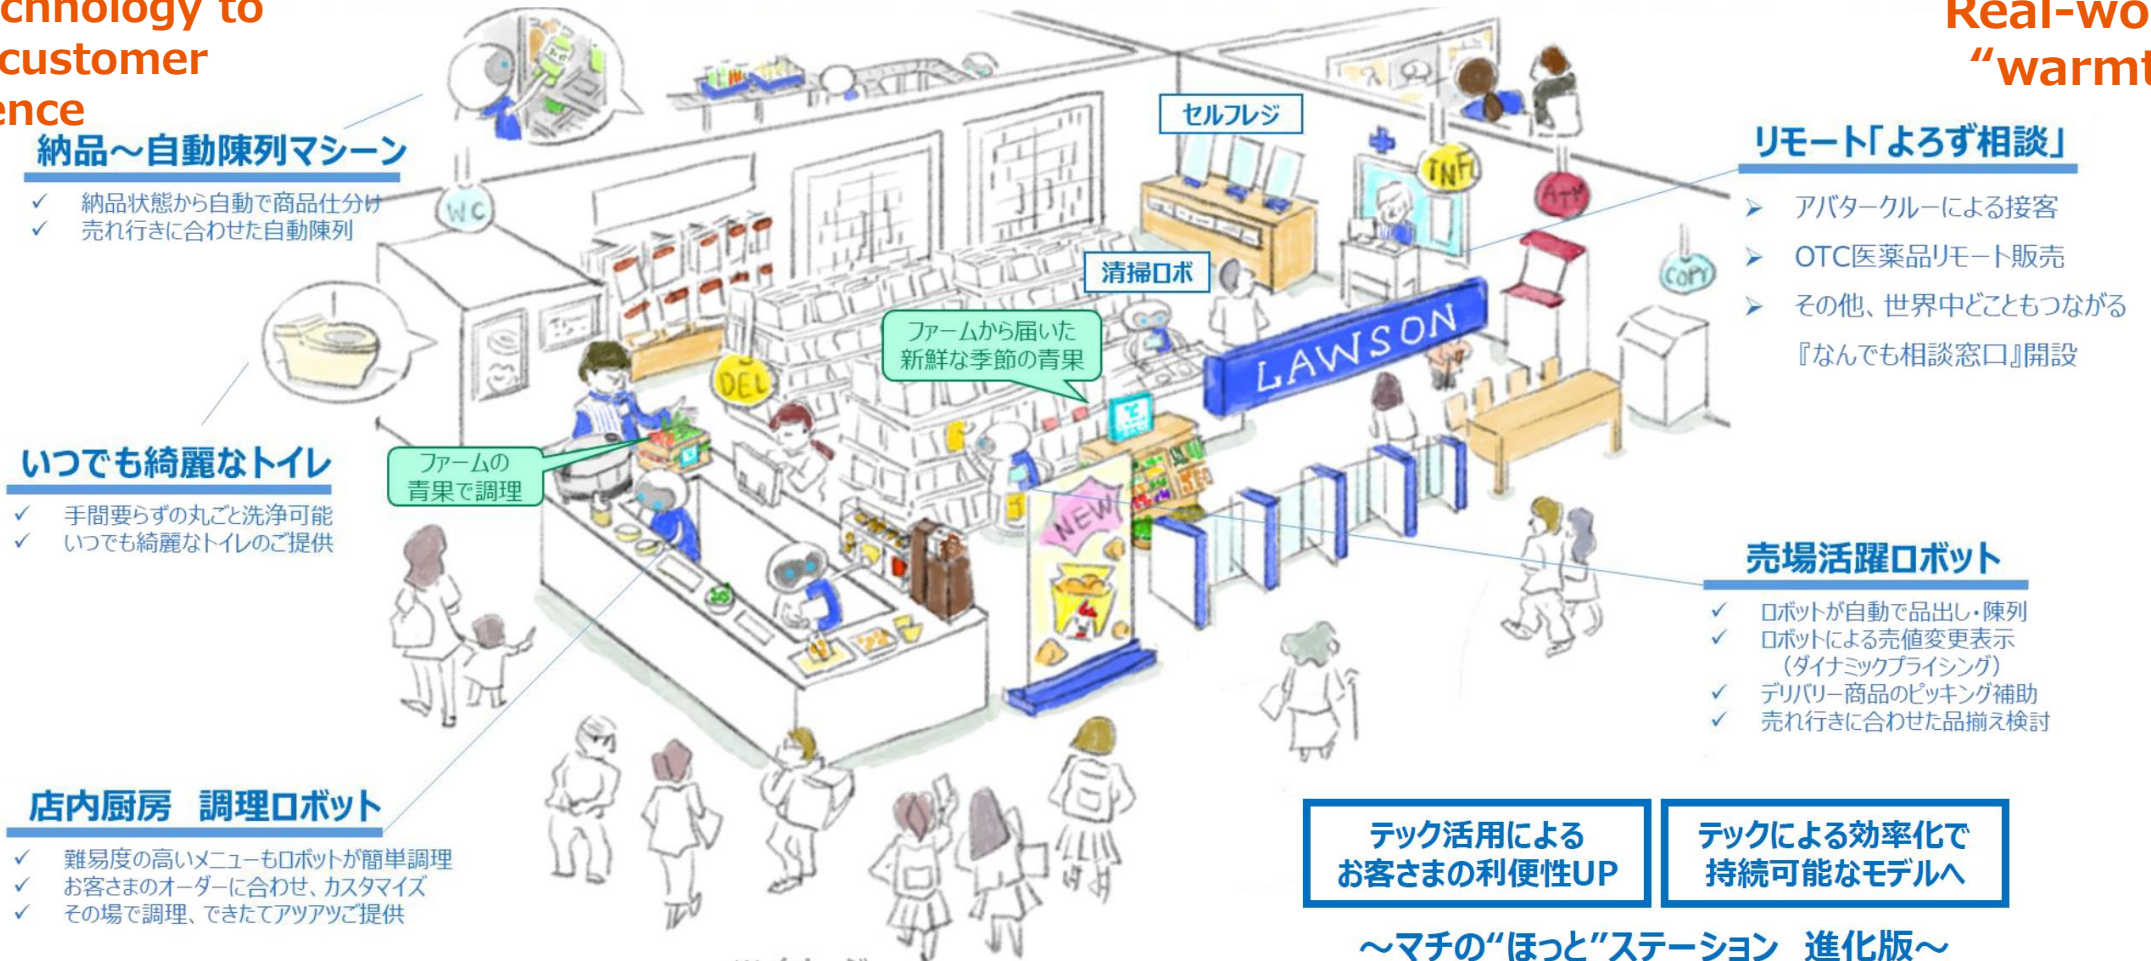 to
customer
納品～自動陳列マシーン
✓ 納品状態から自動で商品仕分け
✓ 売れ行きに合わせた自動陳列
WC
いつでも綺麗なトイレ
✓ 手間要らずの丸ごと洗浄可能
✓ いつでも綺麗なトイレのご提供
店内厨房 調理ロボット
✓ 難易度の高いメニューもロボットが簡単調理
✓ お客さまのオーダーに合わせ、カスタマイズ
✓ その場で調理、できたてアツアツご提供
ファームの
青果で調理
DEL
ファームから届いた
新鮮な季節の青果
清掃ロボ
セルフレジ
LAWSON
NEW
ATM
COPY
リモート「よろず相談」
➢ アバタークルーによる接客
➢ OTC医薬品リモート販売
➢ その他、世界中どこともつながる
『なんでも相談窓口』開設
売場活躍ロボット
✓ ロボットが自動で品出し・陳列
✓ ロボットによる売値変更表示
（ダイナミックプライシング）
✓ デリバリー商品のピッキング補助
✓ 売れ行きに合わせた品揃え検討
テック活用による
お客さまの利便性UP
テックによる効率化で
持続可能なモデルへ
～マチの“ほっと”ステーション 進化版～